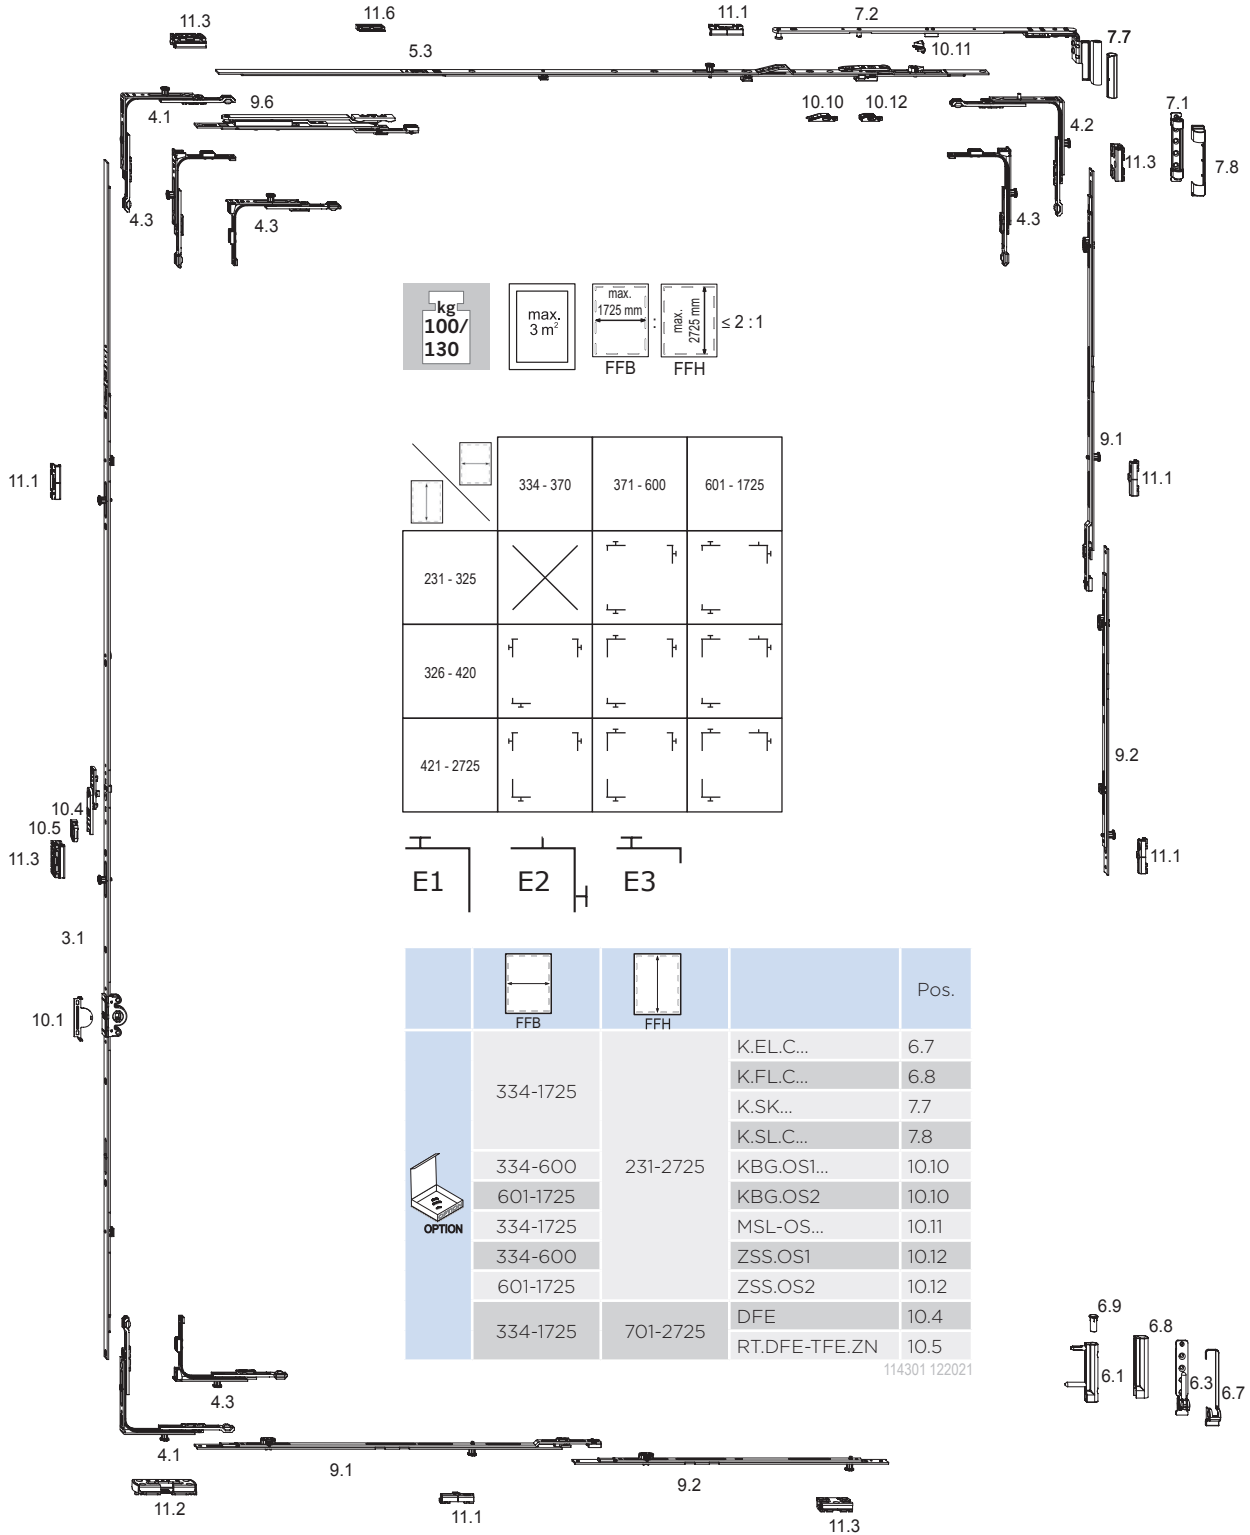 11.3
11.6
11.1
7.2
5.3
10.11
7.7
4.1
9.6
10.10
10.12
7.1
4.2
11.3
7.8
4.3
4.3
4.3
kg
100/
130
max.
3 m²
max.
1725 mm
FFB
:
max.
2725 mm
FFH
≤ 2 : 1
9.1
11.1
11.1
334 - 370
371 - 600
601 - 1725
231 - 325
326 - 420
421 - 2725
9.2
10.4
10.5
11.3
11.1
E1
E2
E3
3.1
10.1
FFB
FFH
Pos.
OPTION
334-1725
231-2725
K.EL.C... 6.7
K.FL.C... 6.8
K.SK... 7.7
K.SL.C... 7.8
334-600 KBG.OS1... 10.10
601-1725 KBG.OS2 10.10
334-1725 MSL-OS... 10.11
334-600 ZSS.OS1 10.12
601-1725 ZSS.OS2 10.12
334-1725
701-2725
DFE 10.4
RT.DFE-TFE.ZN 10.5
114301 122021
6.9
6.8
6.1
6.3
6.7
4.3
4.1
9.1
9.2
11.2
11.1
11.3